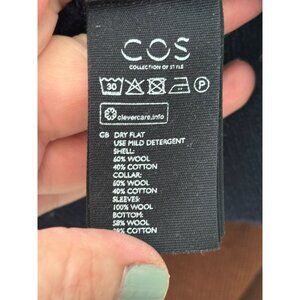 COS
COLLECTION OF STYLE
30 P
clevercare.info
GB DRY FLAT
USE MILD DETERGENT
SHELL:
60% WOOL
40% COTTON
COLLAR:
60% WOOL
40% COTTON
SLEEVES:
100% WOOL
BOTTOM:
58% WOOL
COTTON